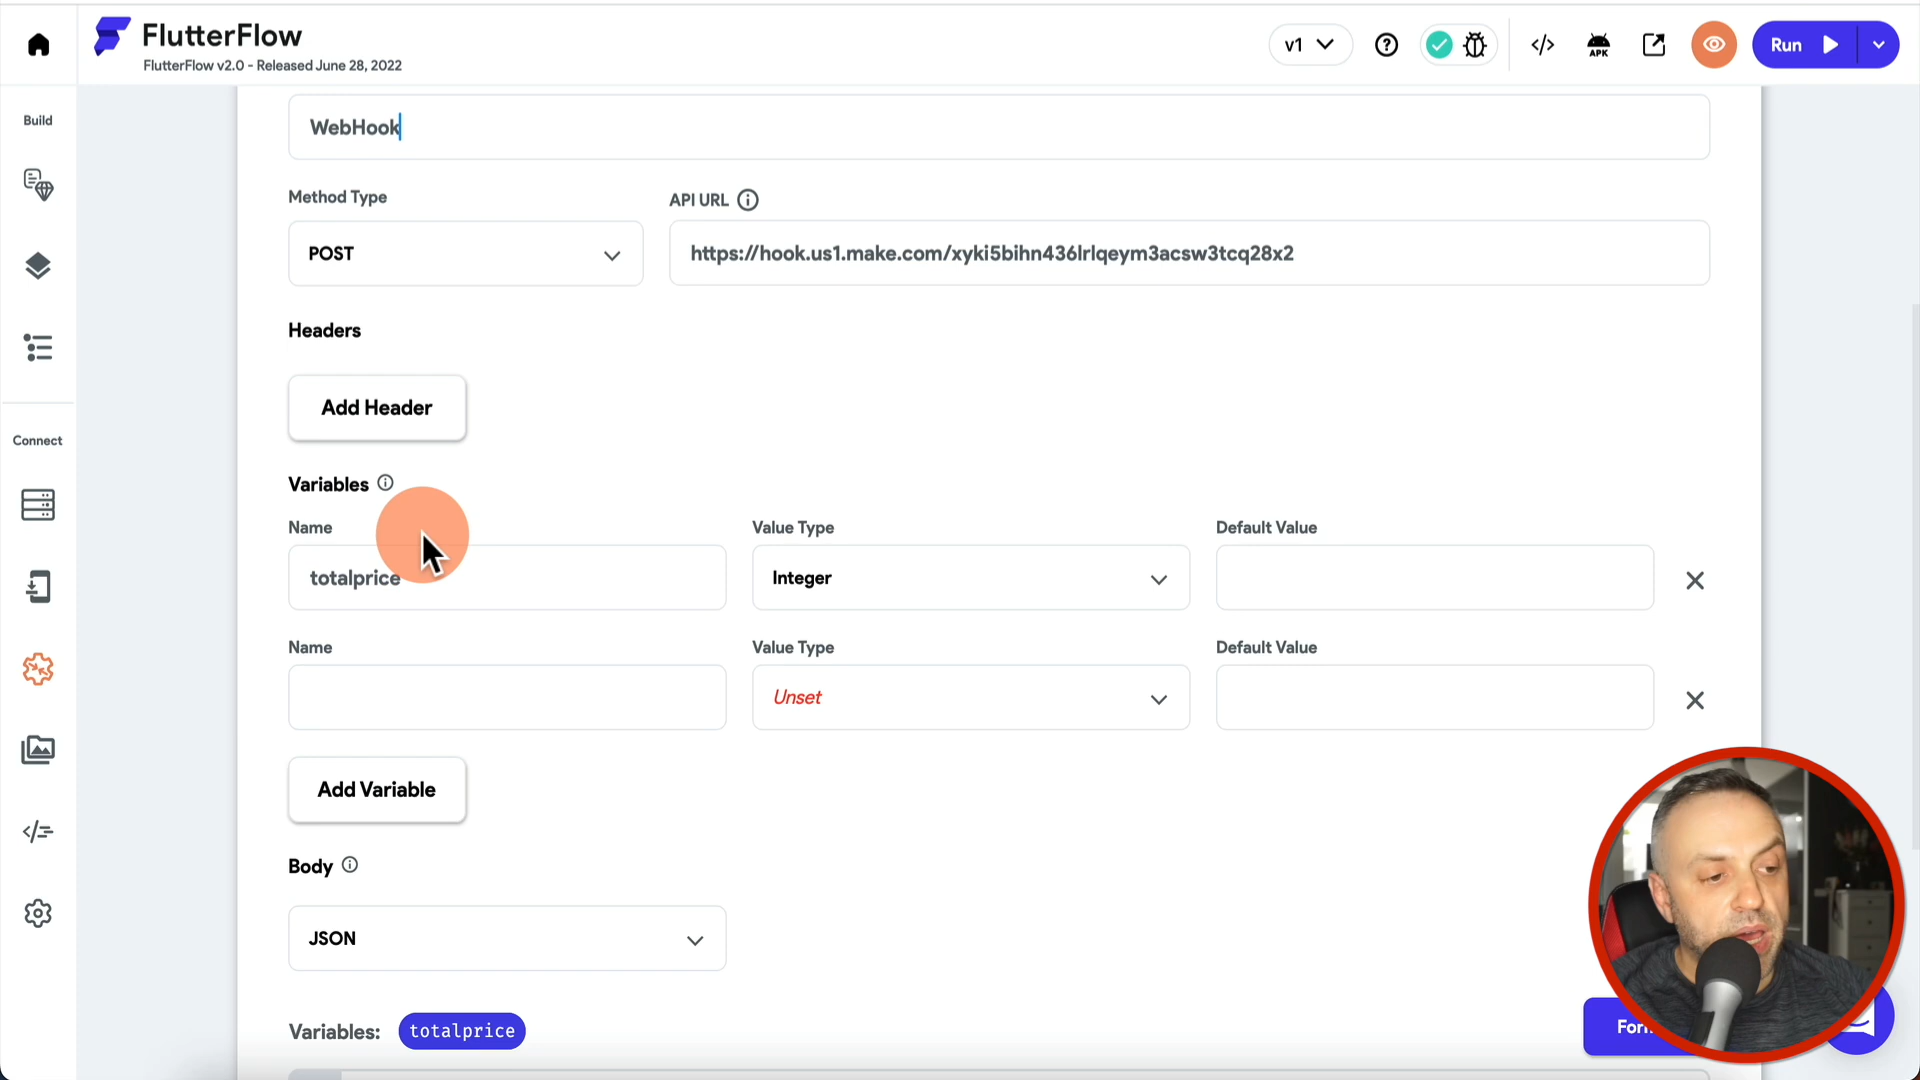 FlutterFlow
FlutterFlow v2.0 - Released June 28, 2022
v1
APK
Run
Build
Connect
WebHook
Method Type
API URL
POST
https://hook.us1.make.com/xyki5bihn436lrlqeym3acsw3tcq28x2
Headers
Add Header
Variables
Name
Value Type
Default Value
totalprice
Integer
Name
Value Type
Default Value
Unset
Add Variable
Body
JSON
Variables: totalprice